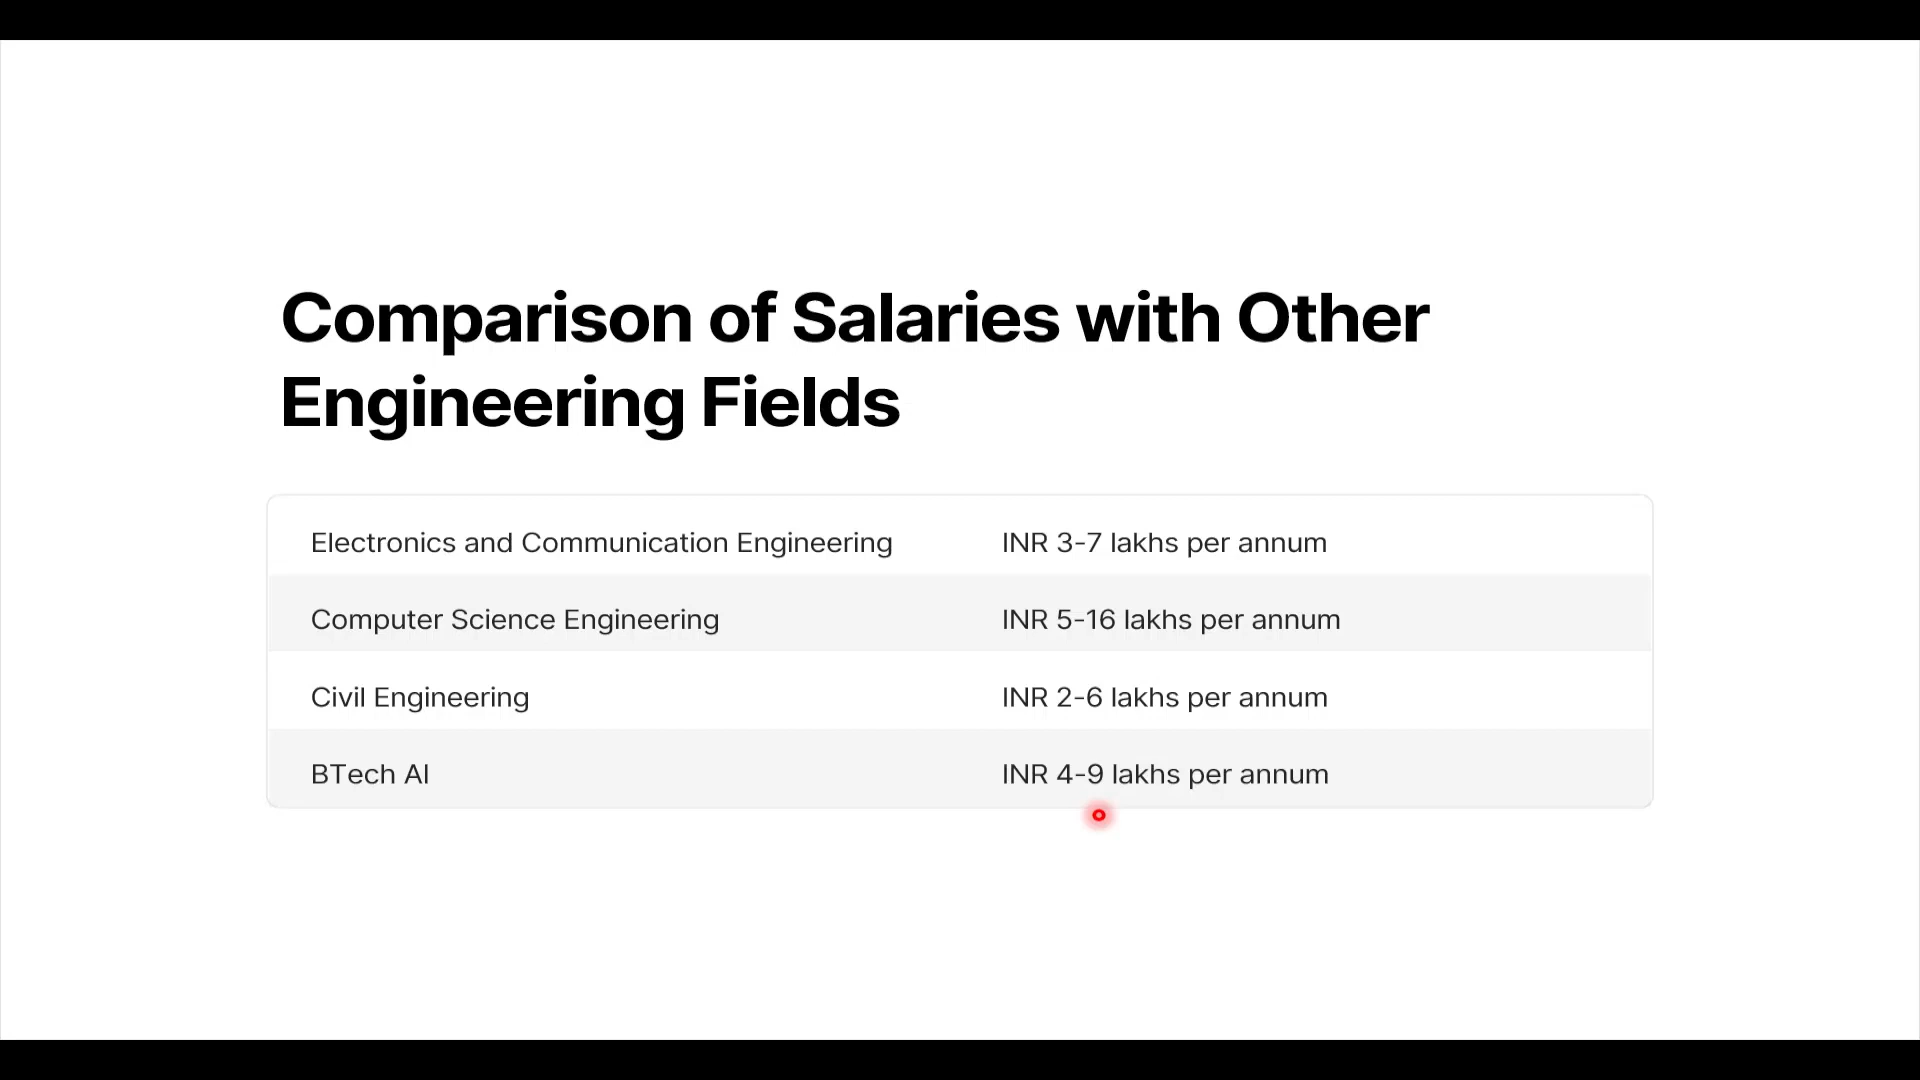 Comparison of Salaries with Other
Engineering Fields
Electronics and Communication Engineering INR 3-7 lakhs per annum
Computer Science Engineering INR 5-16 lakhs per annum
Civil Engineering INR 2-6 lakhs per annum
BTech AI INR 4-9 lakhs per annum